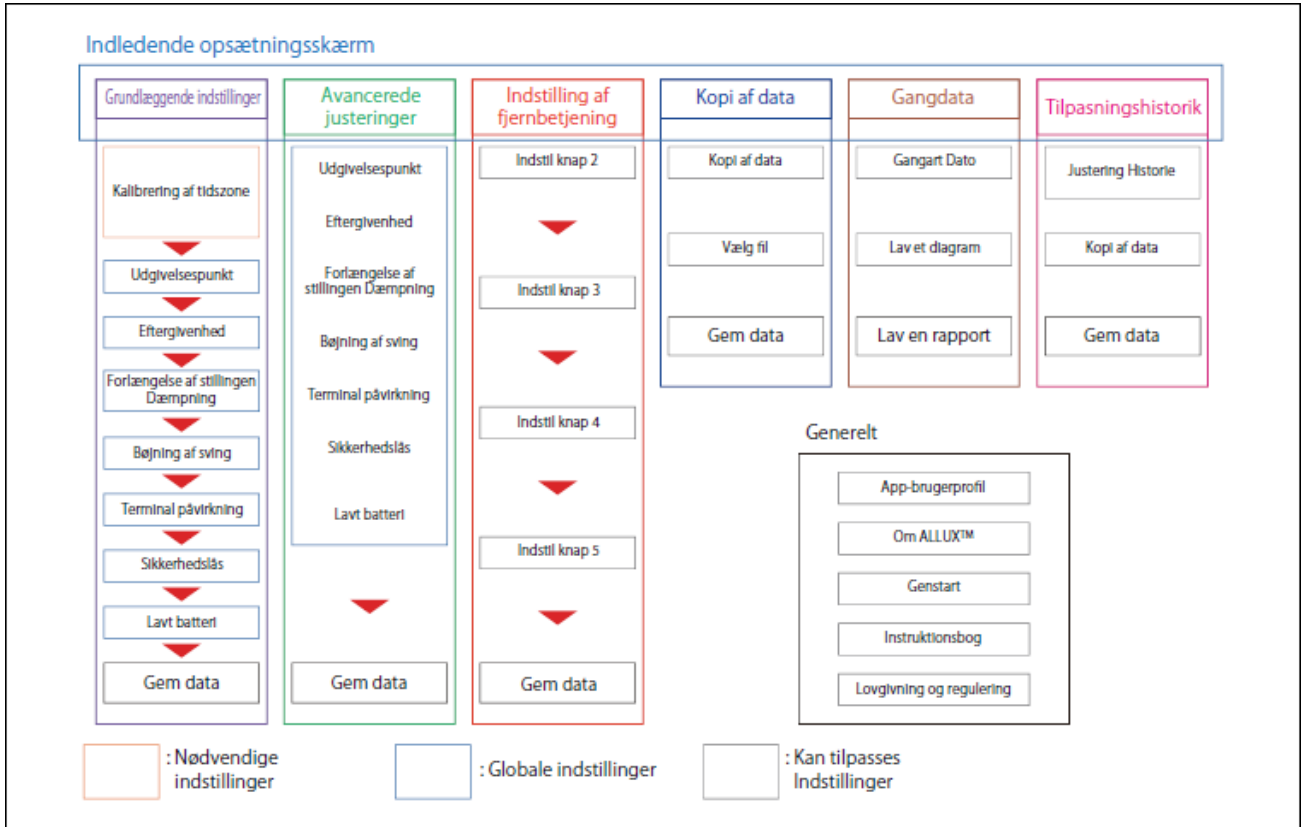 Indledende opsætningsskærm
Grundlæggende indstillinger
Kalibrering af tidszone
Udgivelsespunkt
Eftergivenhed
Forlængelse af stillingen
Dæmpning
Bøjning af sving
Terminal påvirkning
Sikkerhedslås
Lavt batteri
Gem data
Avancerede
justeringer
Udgivelsespunkt
Eftergivenhed
Forlængelse af
stillingen Dæmpning
Bøjning af sving
Terminal påvirkning
Sikkerhedslås
Lavt batteri
Gem data
Indstilling af
fjernbetjening
Indstil knap 2
Indstil knap 3
Indstil knap 4
Indstil knap 5
Gem data
Kopi af data
Kopi af data
Vælg fil
Gem data
Gangdata
Gangart Dato
Lav et diagram
Lav en rapport
Tilpasningshistorik
Justering Historie
Kopi af data
Gem data
Generelt
App-brugerprofil
Om ALLUX™
Genstart
Instruktionsbog
Lovgivning og regulering
: Nødvendige
indstillinger
: Globale indstillinger
: Kan tilpasses
Indstillinger